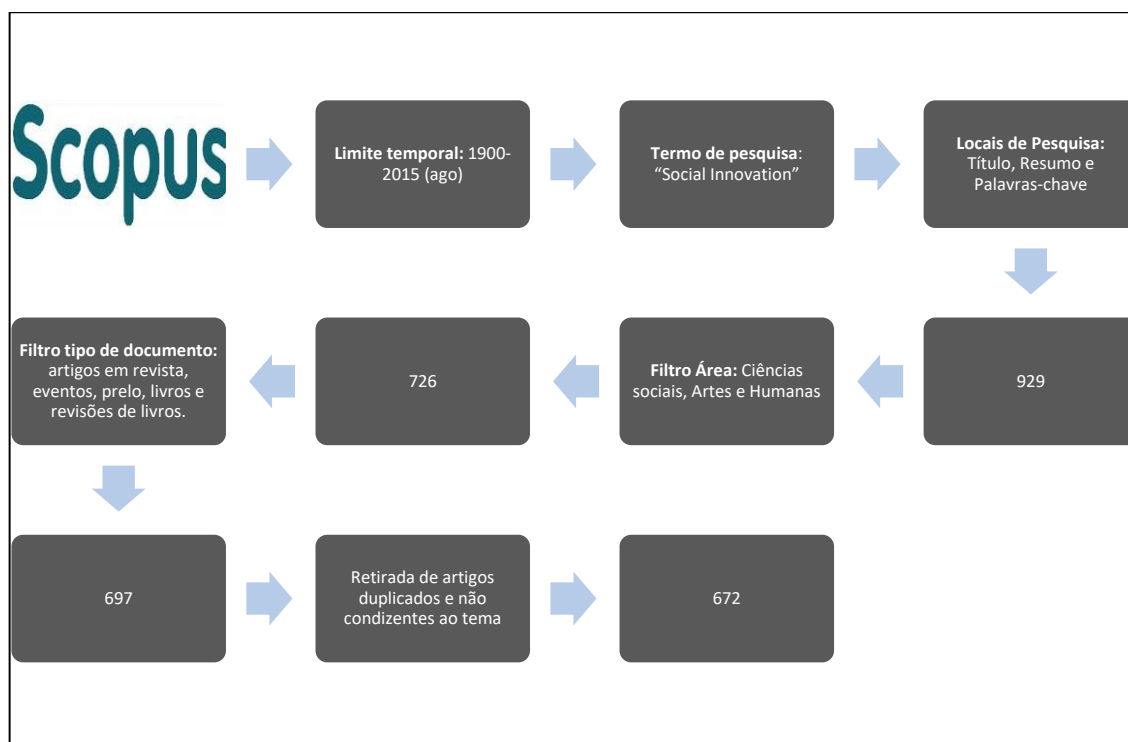 Scopus
Limite temporal: 1900-
2015 (ago)
Termo de pesquisa:
“Social Innovation”
Locais de Pesquisa:
Título, Resumo e
Palavras-chave
929
Filtro Área: Ciências
sociais, Artes e Humanas
726
Filtro tipo de documento:
artigos em revista,
eventos, prelo, livros e
revisões de livros.
697
Retirada de artigos
duplicados e não
condizentes ao tema
672